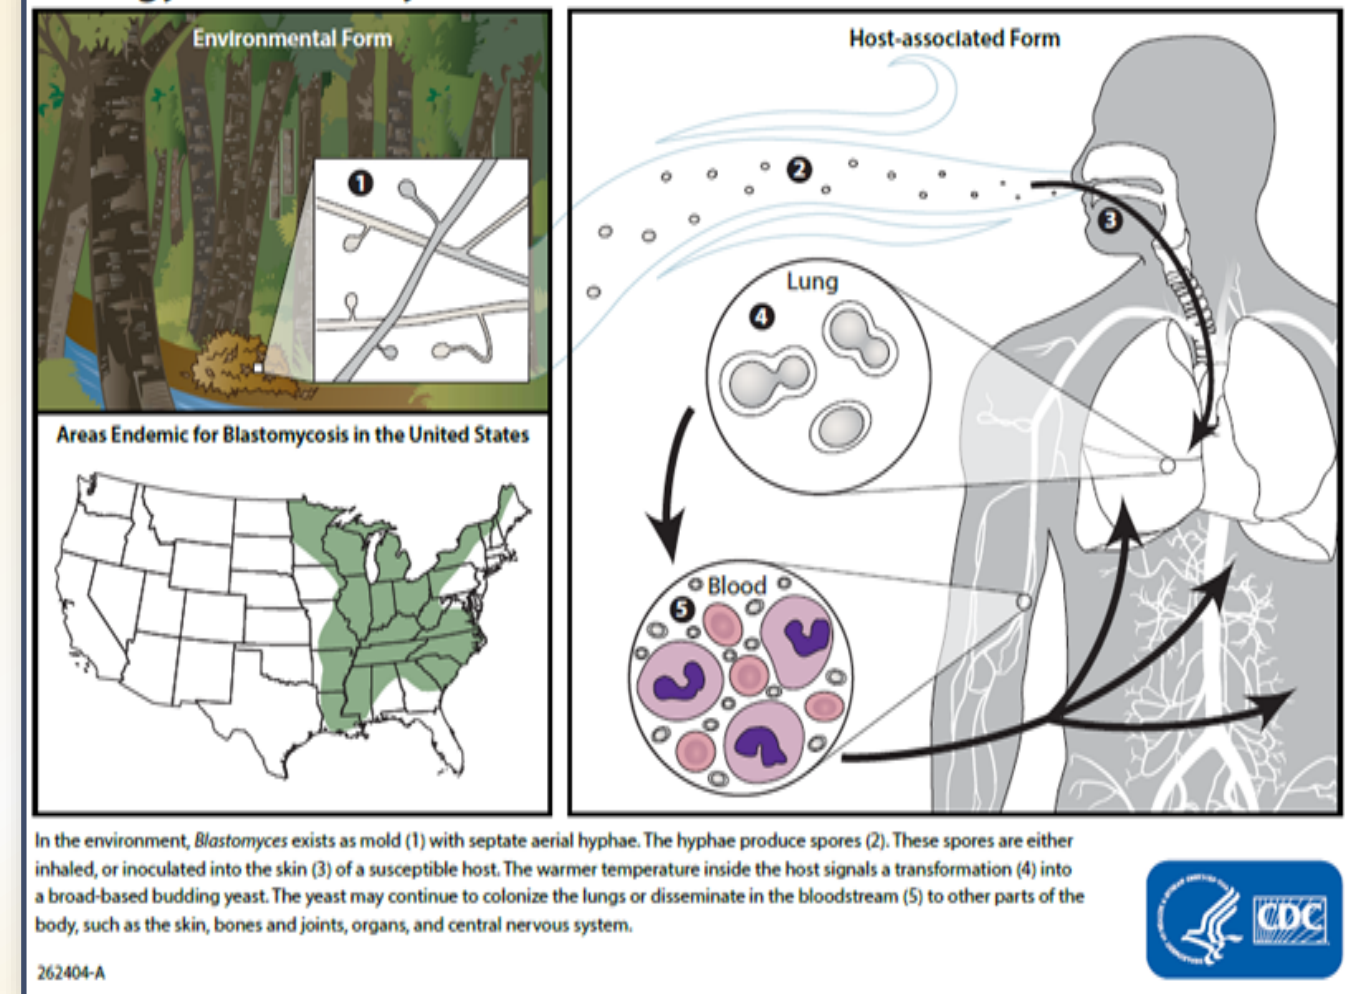 Environmental Form
1
Areas Endemic for Blastomycosis in the United States
Host-associated Form
2
3
Lung
4
Blood
5
In the environment, Blastomyces exists as mold (1) with septate aerial hyphae. The hyphae produce spores (2). These spores are either
inhaled, or inoculated into the skin (3) of a susceptible host. The warmer temperature inside the host signals a transformation (4) into
a broad-based budding yeast. The yeast may continue to colonize the lungs or disseminate in the bloodstream (5) to other parts of the
body, such as the skin, bones and joints, organs, and central nervous system.
CDC
262404-A